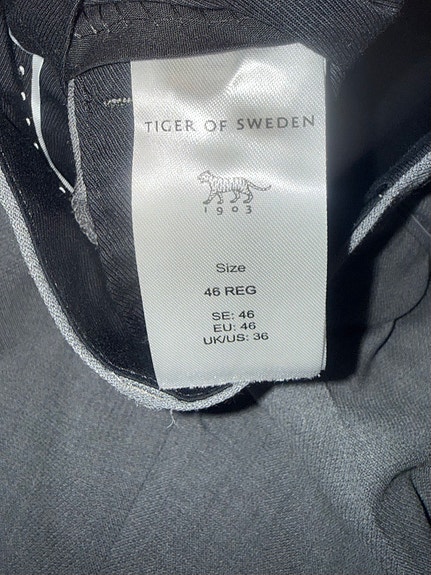 TIGER OF SWEDEN
1903
Size
46 REG
SE: 46
EU: 46
UK/US: 36